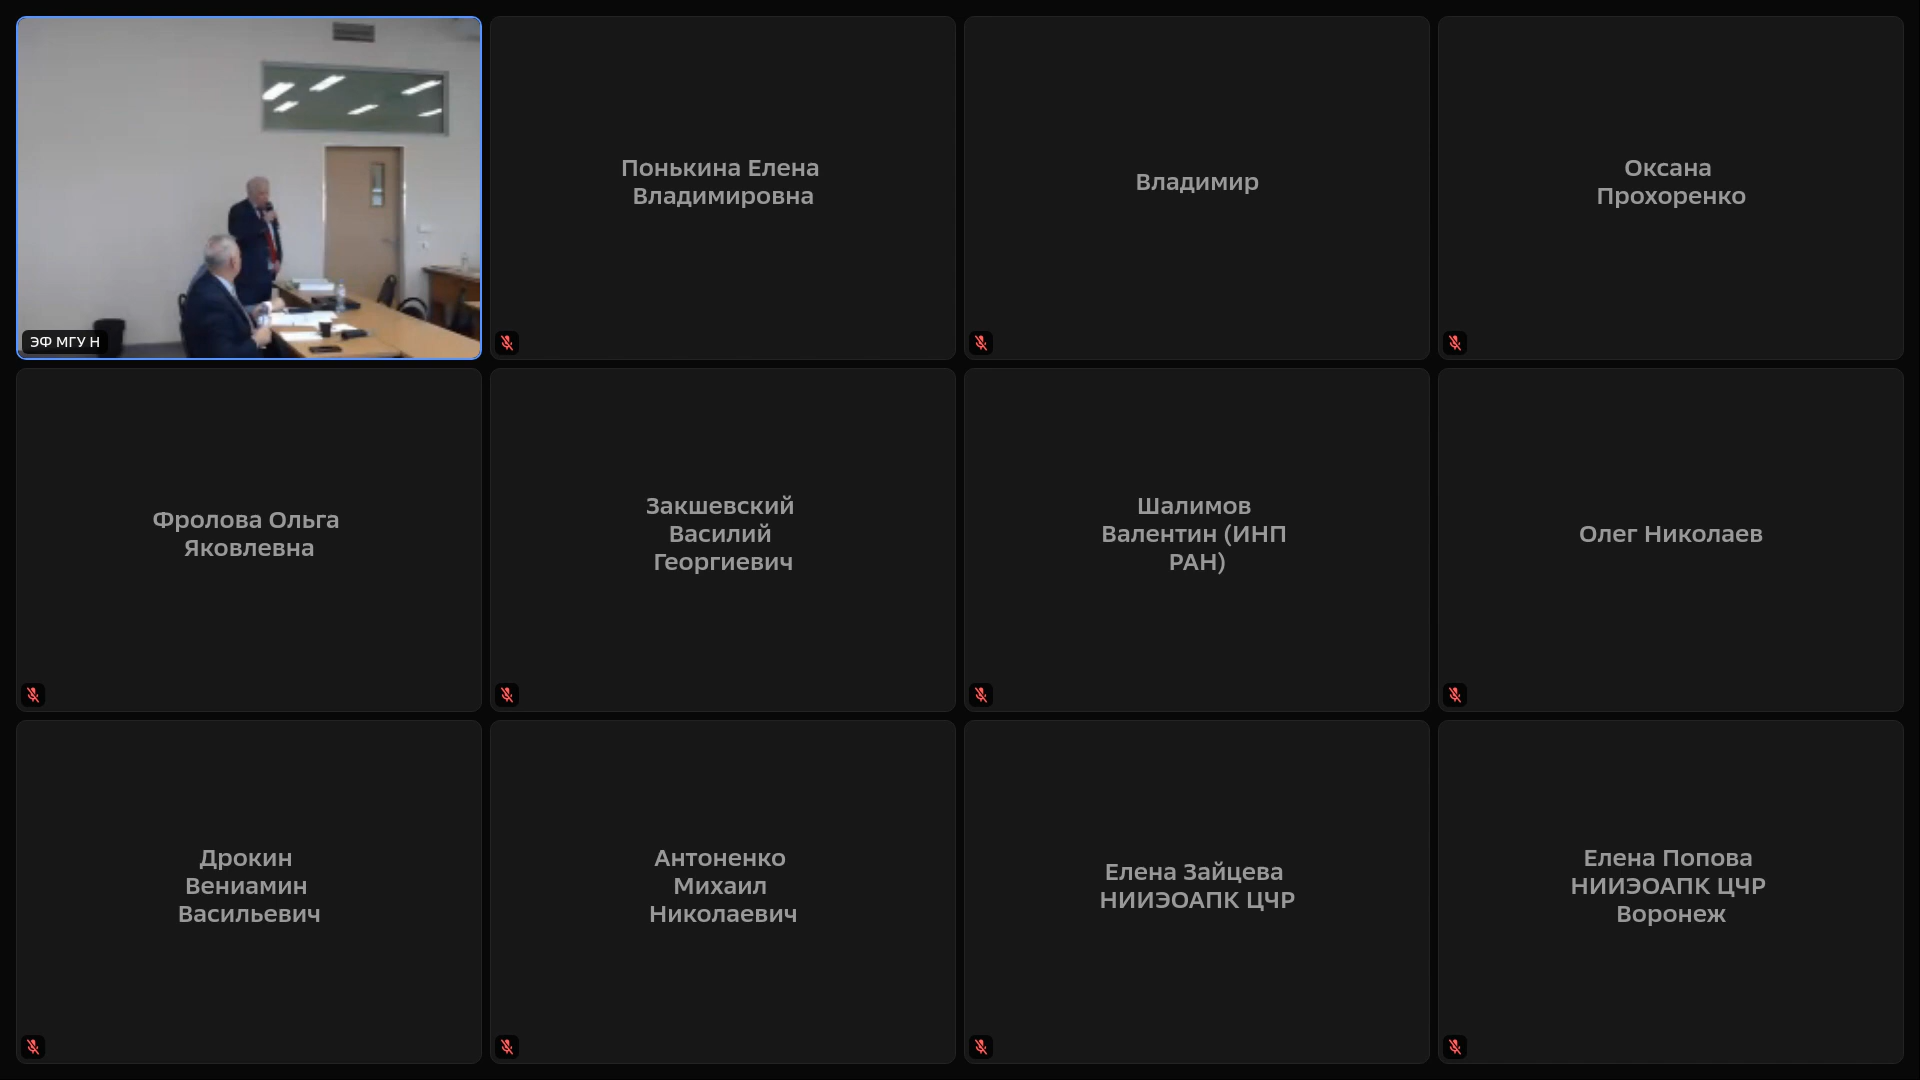 ЭФ МГУ Н
Понькина Елена
Владимировна
Владимир
Оксана
Прохоренко
Фролова Ольга
Яковлевна
Закшевский
Василий
Георгиевич
Шалимов
Валентин (ИНП
РАН)
Олег Николаев
Дрокин
Вениамин
Васильевич
Антоненко
Михаил
Николаевич
Елена Зайцева
НИИЭОАПК ЦЧР
Елена Попова
НИИЭОАПК ЦЧР
Воронеж